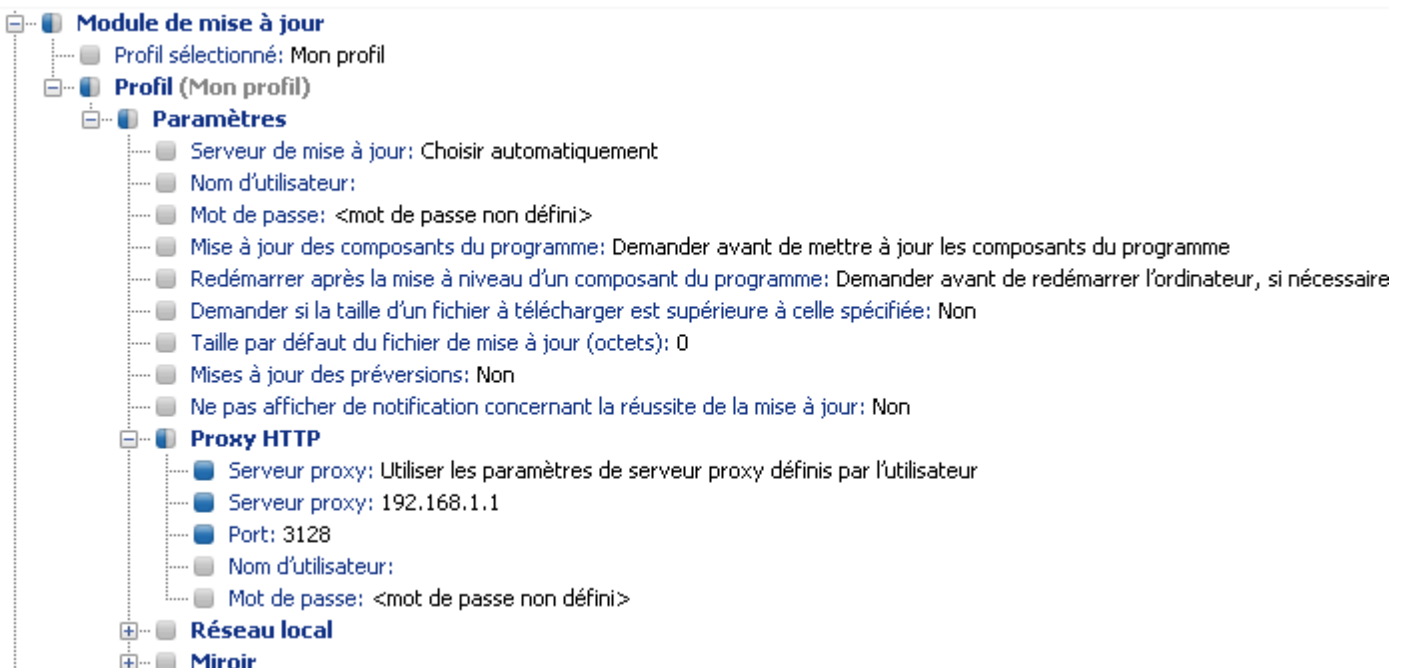 Module de mise à jour
Profil sélectionné: Mon profil
Profil (Mon profil)
Paramètres
Serveur de mise à jour: Choisir automatiquement
Nom d’utilisateur:
Mot de passe: <mot de passe non défini>
Mise à jour des composants du programme: Demander avant de mettre à jour les composants du programme
Redémarrer après la mise à niveau d’un composant du programme: Demander avant de redémarrer l’ordinateur, si nécessaire
Demander si la taille d’un fichier à télécharger est supérieure à celle spécifiée: Non
Taille par défaut du fichier de mise à jour (octets): 0
Mises à jour des préversions: Non
Ne pas afficher de notification concernant la réussite de la mise à jour: Non
Proxy HTTP
Serveur proxy: Utiliser les paramètres de serveur proxy définis par l’utilisateur
Serveur proxy: 192.168.1.1
Port: 3128
Nom d’utilisateur:
Mot de passe: <mot de passe non défini>
Réseau local
Miroir